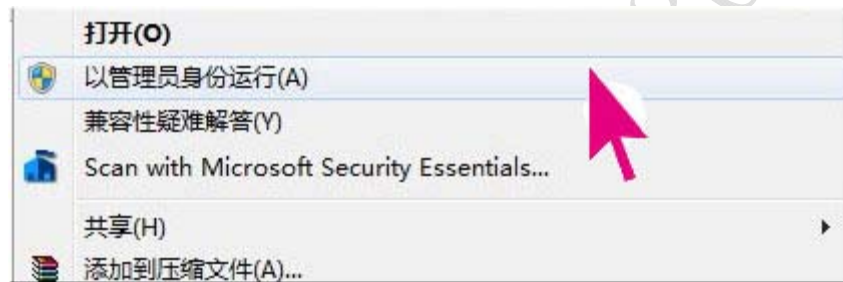 打开(O)
以管理员身份运行(A)
兼容性疑难解答(Y)
Scan with Microsoft Security Essentials...
共享(H)
添加到压缩文件(A)...